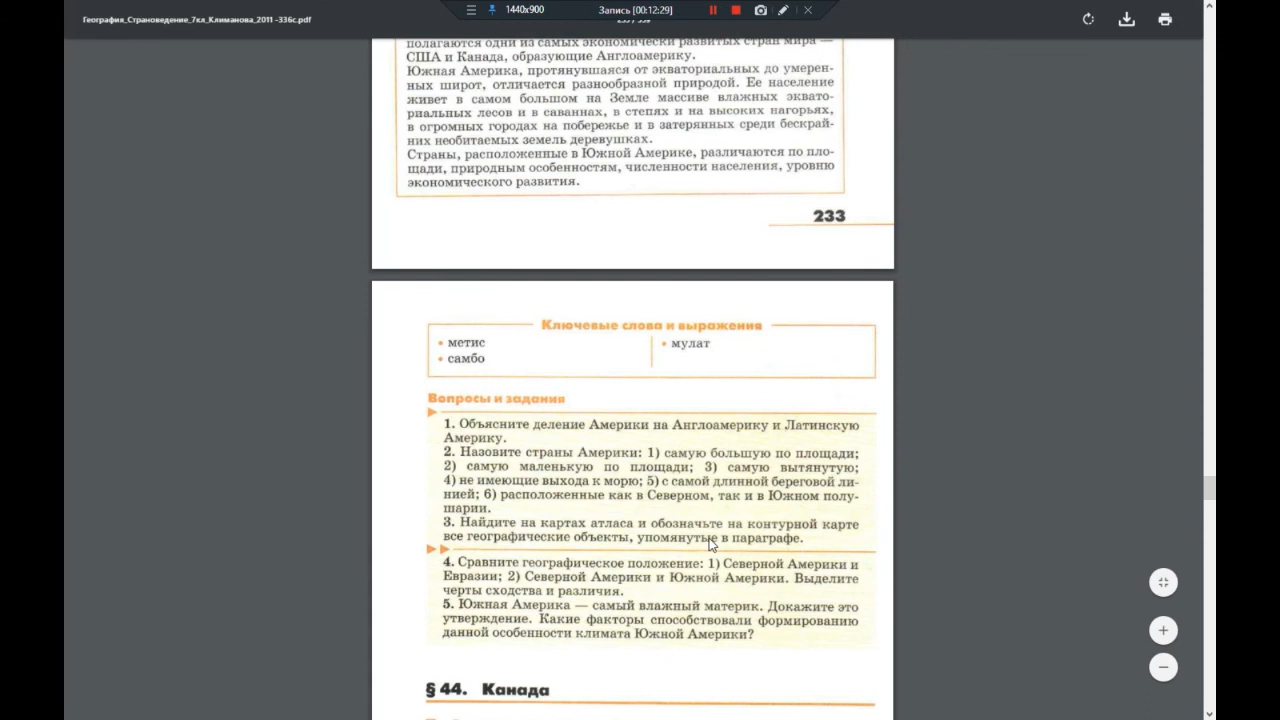 География_Страноведение_7кл_Климанова_2011 -336с.pdf
1440x900
Запись [00:12:29]
полагаются одни из самых экономически развитых стран мира —
США и Канада, образующие Англоамерику.
Южная Америка, протянувшаяся от экваториальных до умерен-
ных широт, отличается разнообразной природой. Ее население
живет в самом большом на Земле массиве влажных эквато-
риальных лесов и в саваннах, в степях и на высоких нагорьях,
в огромных городах на побережье и в затерянных среди бескрай-
них необитаемых земель деревушках.
Страны, расположенные в Южной Америке, различаются по пло-
щади, природным особенностям, численности населения, уровню
экономического развития.
233
Ключевые слова и выражения
• метис
• самбо
• мулат
Вопросы и задания
1. Объясните деление Америки на Англоамерику и Латинскую
Америку.
2. Назовите страны Америки: 1) самую большую по площади;
2) самую маленькую по площади; 3) самую вытянутую;
4) не имеющие выхода к морю; 5) с самой длинной береговой ли-
нией; 6) расположенные как в Северном, так и в Южном полу-
шарии.
3. Найдите на картах атласа и обозначьте на контурной карте
все географические объекты, упомянутые в параграфе.
4. Сравните географическое положение: 1) Северной Америки и
Евразии; 2) Северной Америки и Южной Америки. Выделите
черты сходства и различия.
5. Южная Америка — самый влажный материк. Докажите это
утверждение. Какие факторы способствовали формированию
данной особенности климата Южной Америки?
§ 44. Канада